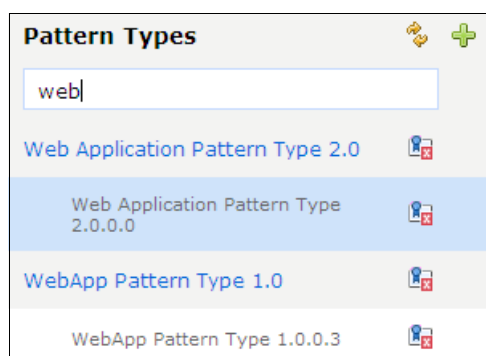 Pattern Types
web
Web Application Pattern Type 2.0
Web Application Pattern Type
2.0.0.0
WebApp Pattern Type 1.0
WebApp Pattern Type 1.0.0.3